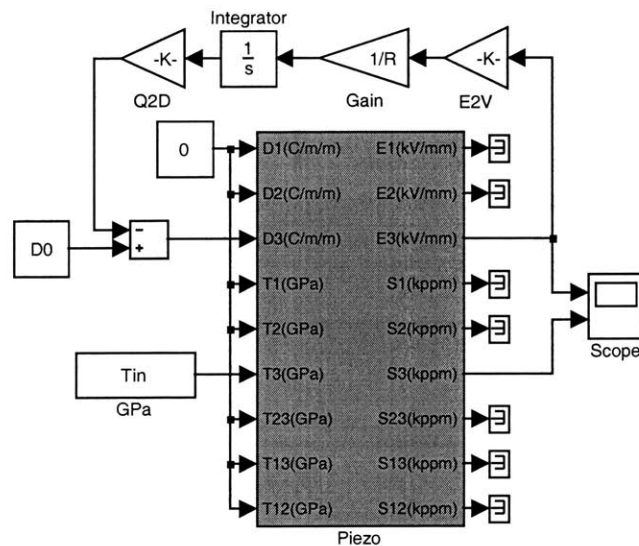 Integrator
-K-
1
s
1/R
-K-
Q2D
Gain
E2V
0
D1(C/m/m)
E1(kV/mm)
D2(C/m/m)
E2(kV/mm)
D0
-
+
D3(C/m/m)
E3(kV/mm)
T1(GPa)
S1(kppm)
T2(GPa)
S2(kppm)
Scope
Tin
T3(GPa)
S3(kppm)
GPa
T23(GPa)
S23(kppm)
T13(GPa)
S13(kppm)
T12(GPa)
S12(kppm)
Piezo